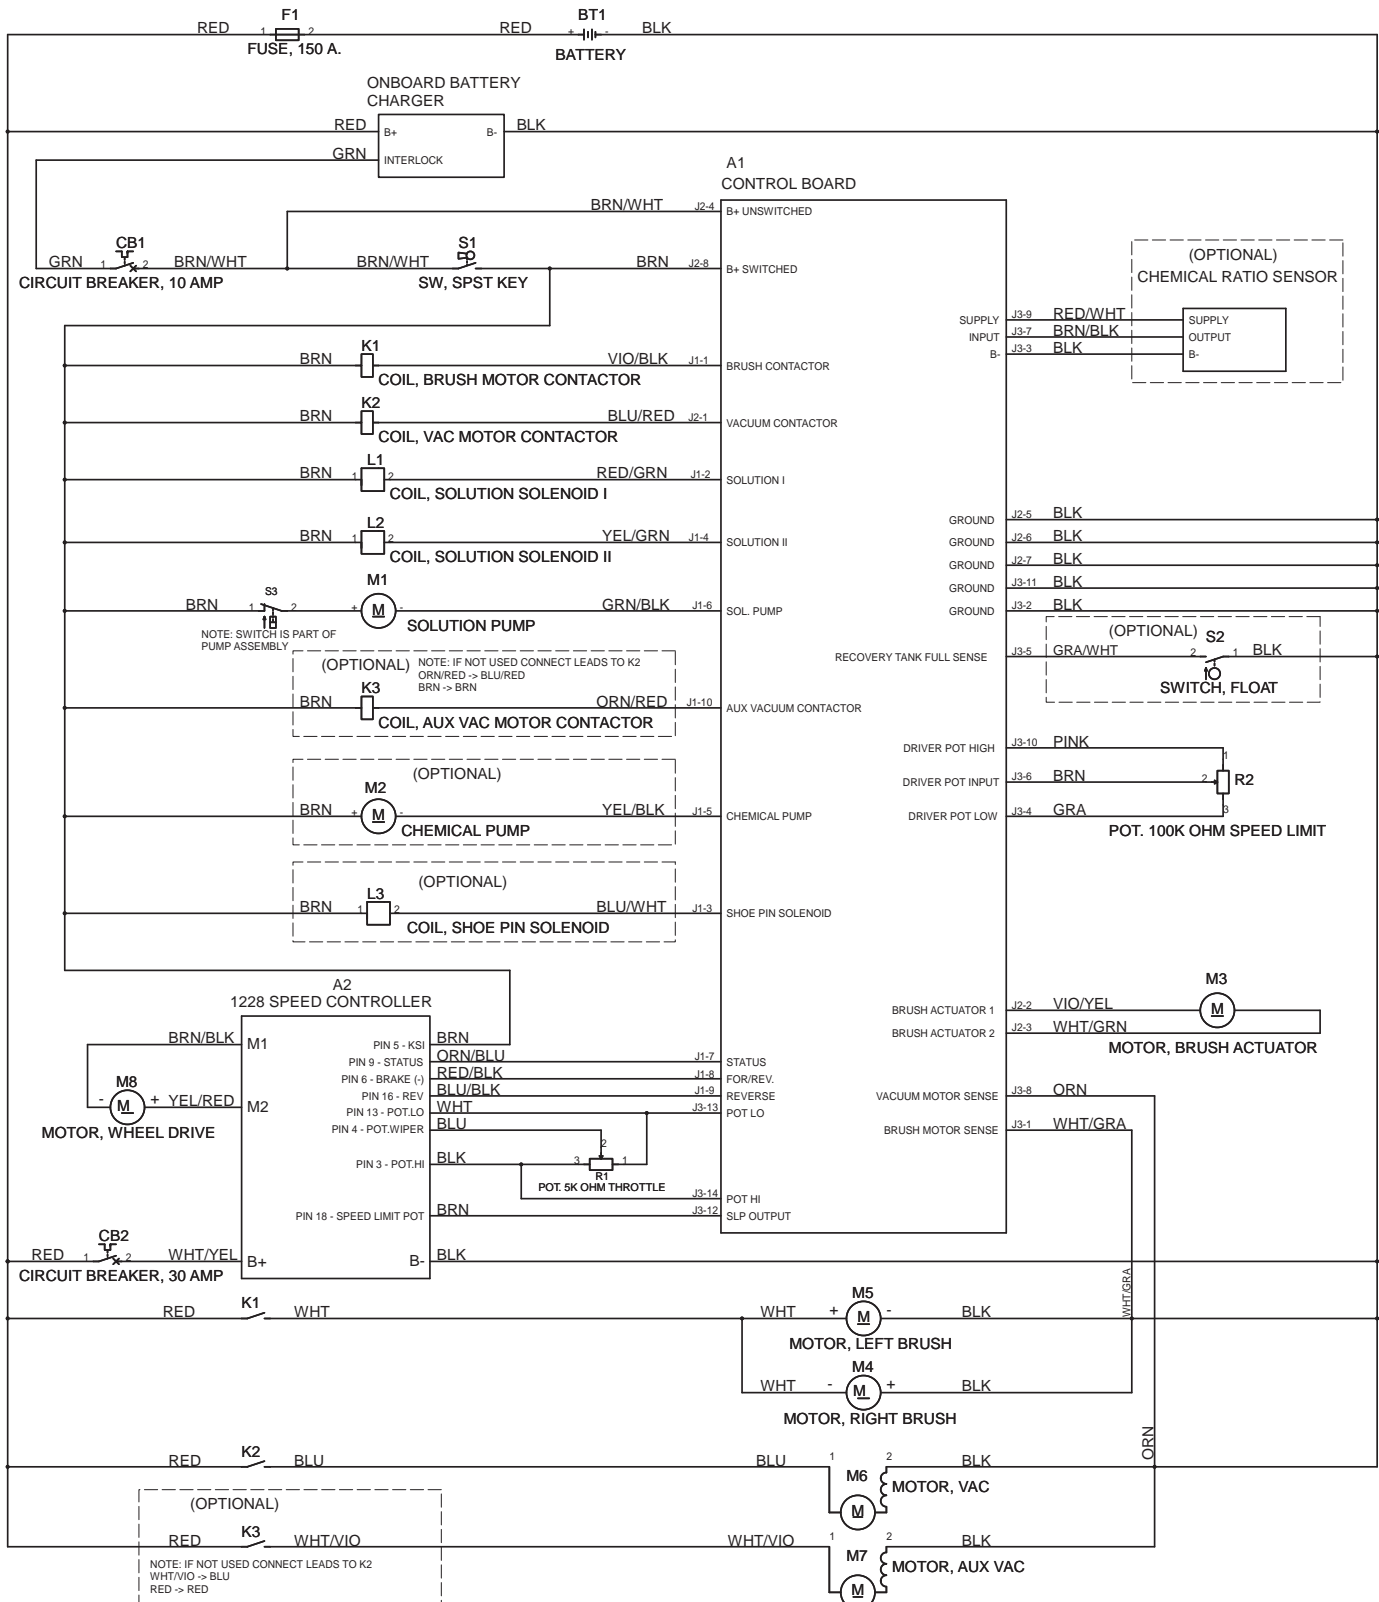 F1
BT1
RED 1 2 RED + - BLK
FUSE, 150 A.
BATTERY
ONBOARD BATTERY
CHARGER
RED B+ B- BLK
GRN INTERLOCK
A1
CONTROL BOARD
BRN/WHT J2-4 B+ UNSWITCHED
CB1
S1
GRN 1 2 BRN/WHT BRN/WHT BRN J2-8 B+ SWITCHED
CIRCUIT BREAKER, 10 AMP
SW, SPST KEY
(OPTIONAL)
CHEMICAL RATIO SENSOR
SUPPLY J3-9 RED/WHT SUPPLY
INPUT J3-7 BRN/BLK OUTPUT
B- J3-3 BLK B-
K1
BRN VIO/BLK J1-1 BRUSH CONTACTOR
COIL, BRUSH MOTOR CONTACTOR
K2
BRN BLU/RED J2-1 VACUUM CONTACTOR
COIL, VAC MOTOR CONTACTOR
L1
BRN 1 2 RED/GRN J1-2 SOLUTION I
COIL, SOLUTION SOLENOID I
L2
BRN 1 2 YEL/GRN J1-4 SOLUTION II
COIL, SOLUTION SOLENOID II
GROUND J2-5 BLK
GROUND J2-6 BLK
GROUND J2-7 BLK
GROUND J3-11 BLK
GROUND J3-2 BLK
S3
M1
BRN 1 2 + M - GRN/BLK J1-6 SOL. PUMP
SOLUTION PUMP
NOTE: SWITCH IS PART OF
PUMP ASSEMBLY
(OPTIONAL)
S2
RECOVERY TANK FULL SENSE J3-5 GRA/WHT 2 1 BLK
SWITCH, FLOAT
(OPTIONAL) NOTE: IF NOT USED CONNECT LEADS TO K2
ORN/RED -> BLU/RED
BRN -> BRN
K3
BRN ORN/RED J1-10 AUX VACUUM CONTACTOR
COIL, AUX VAC MOTOR CONTACTOR
DRIVER POT HIGH J3-10 PINK 1
DRIVER POT INPUT J3-6 BRN 2 R2
DRIVER POT LOW J3-4 GRA 3
POT. 100K OHM SPEED LIMIT
(OPTIONAL)
M2
BRN + M - YEL/BLK J1-5 CHEMICAL PUMP
CHEMICAL PUMP
(OPTIONAL)
L3
BRN 1 2 BLU/WHT J1-3 SHOE PIN SOLENOID
COIL, SHOE PIN SOLENOID
M3
BRUSH ACTUATOR 1 J2-2 VIO/YEL M
BRUSH ACTUATOR 2 J2-3 WHT/GRN
MOTOR, BRUSH ACTUATOR
VACUUM MOTOR SENSE J3-8 ORN
BRUSH MOTOR SENSE J3-1 WHT/GRA
A2
1228 SPEED CONTROLLER
BRN/BLK M1 PIN 5 - KSI BRN
PIN 9 - STATUS ORN/BLU J1-7 STATUS
PIN 6 - BRAKE (-) RED/BLK J1-8 FOR/REV.
PIN 16 - REV BLU/BLK J1-9 REVERSE
PIN 13 - POT.LO WHT J3-13 POT LO
M8
- M + YEL/RED M2
MOTOR, WHEEL DRIVE
PIN 4 - POT.WIPER BLU 2
PIN 3 - POT.HI BLK 3 1
R1
POT. 5K OHM THROTTLE
J3-14 POT HI
PIN 18 - SPEED LIMIT POT BRN J3-12 SLP OUTPUT
CB2
RED 1 2 WHT/YEL B+ B- BLK
CIRCUIT BREAKER, 30 AMP
WHT/GRA
K1
M5
RED WHT WHT + M - BLK
MOTOR, LEFT BRUSH
M4
WHT - M + BLK
MOTOR, RIGHT BRUSH
ORN
K2
RED BLU BLU 1 2 BLK
M6
MOTOR, VAC
M
(OPTIONAL)
K3
RED WHT/VIO WHT/VIO 1 2 BLK
M7
MOTOR, AUX VAC
M
NOTE: IF NOT USED CONNECT LEADS TO K2
WHT/VIO -> BLU
RED -> RED